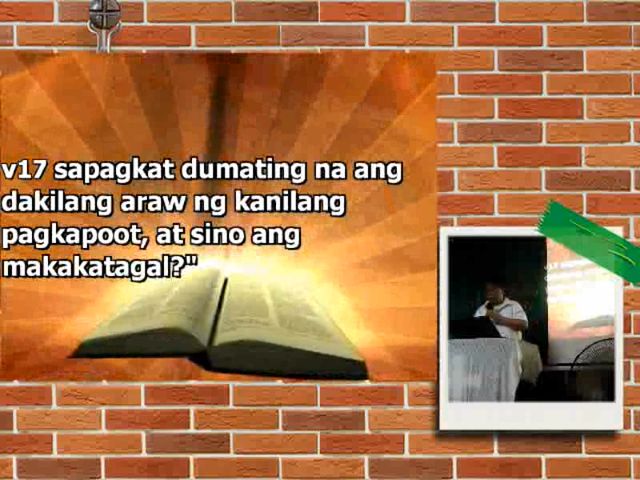 v17 sapagkat dumating na ang
dakilang araw ng kanilang
pagkapoot, at sino ang
makakatagal?"